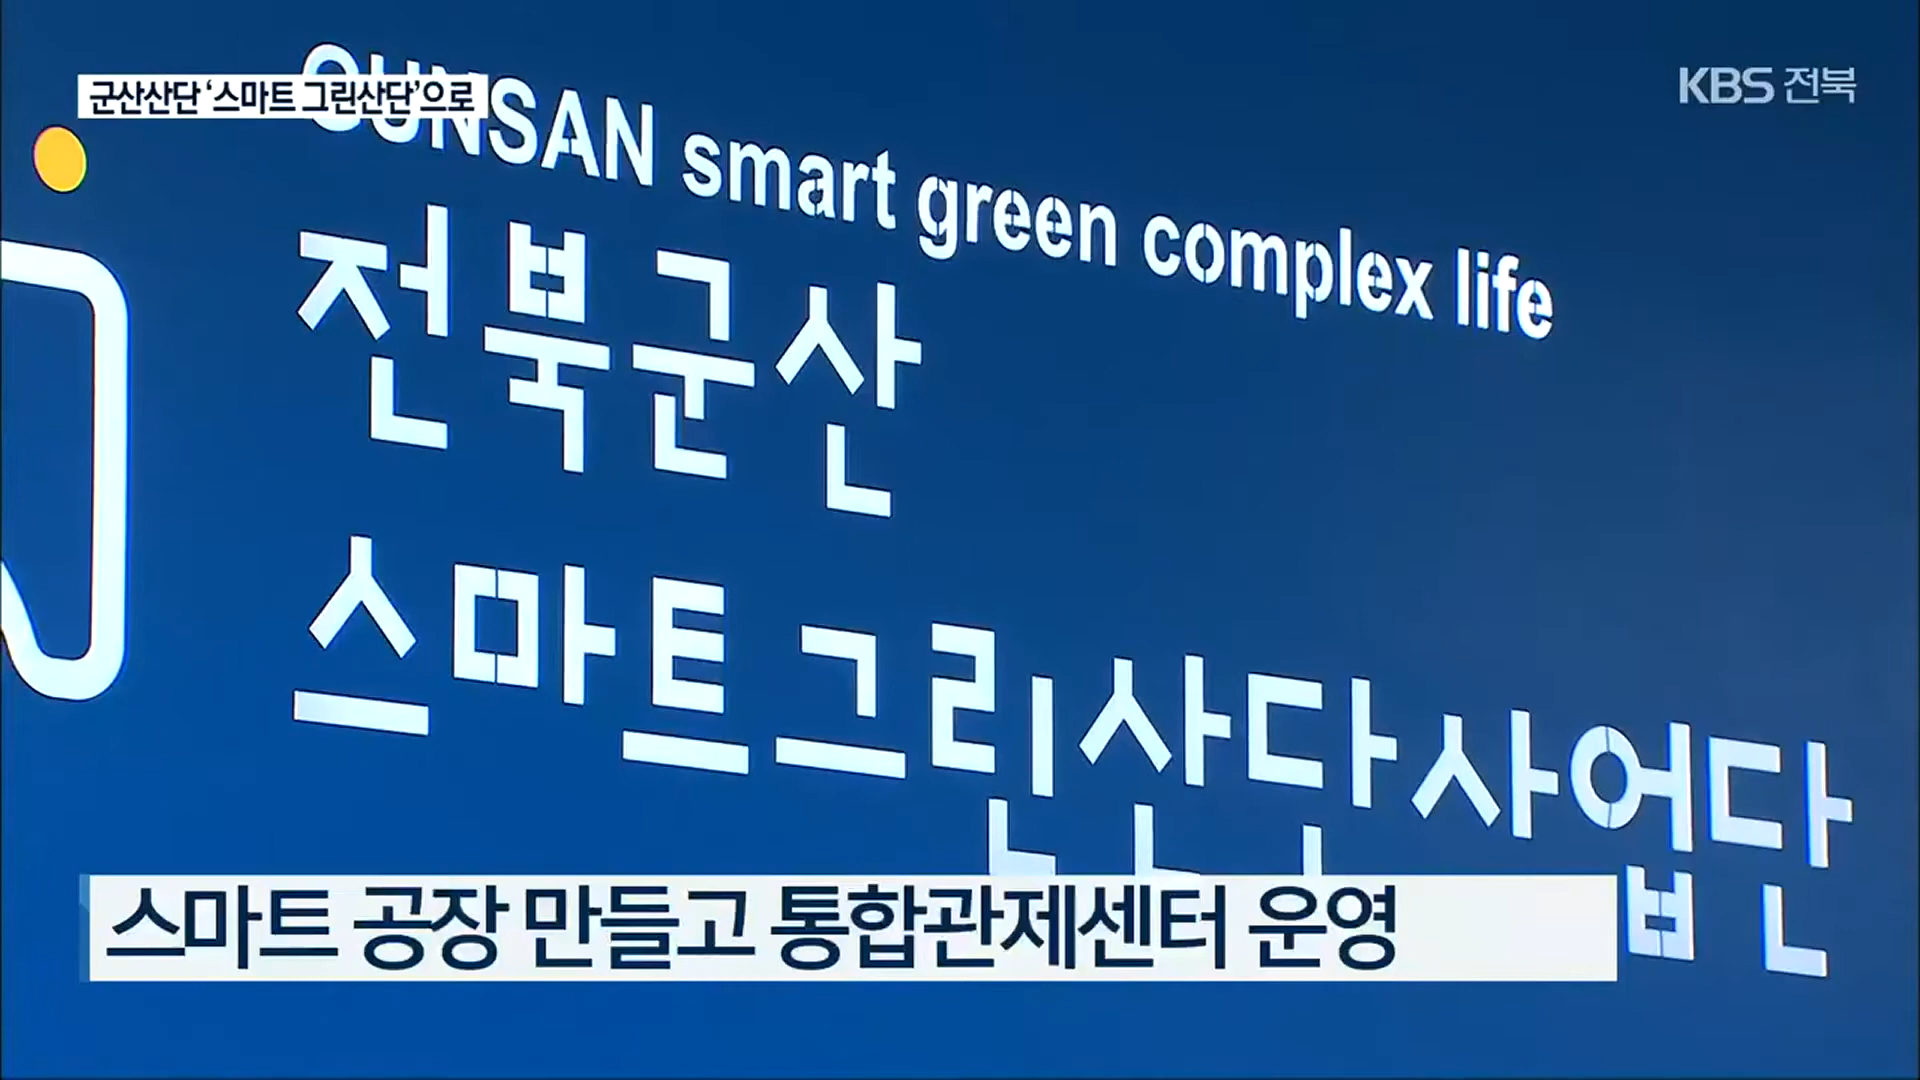 군산산단 ‘스마트 그린산단’으로
KBS 전북
GUNSAN smart green complex life
전북군산
스마트그린산단사업단
스마트 공장 만들고 통합관제센터 운영